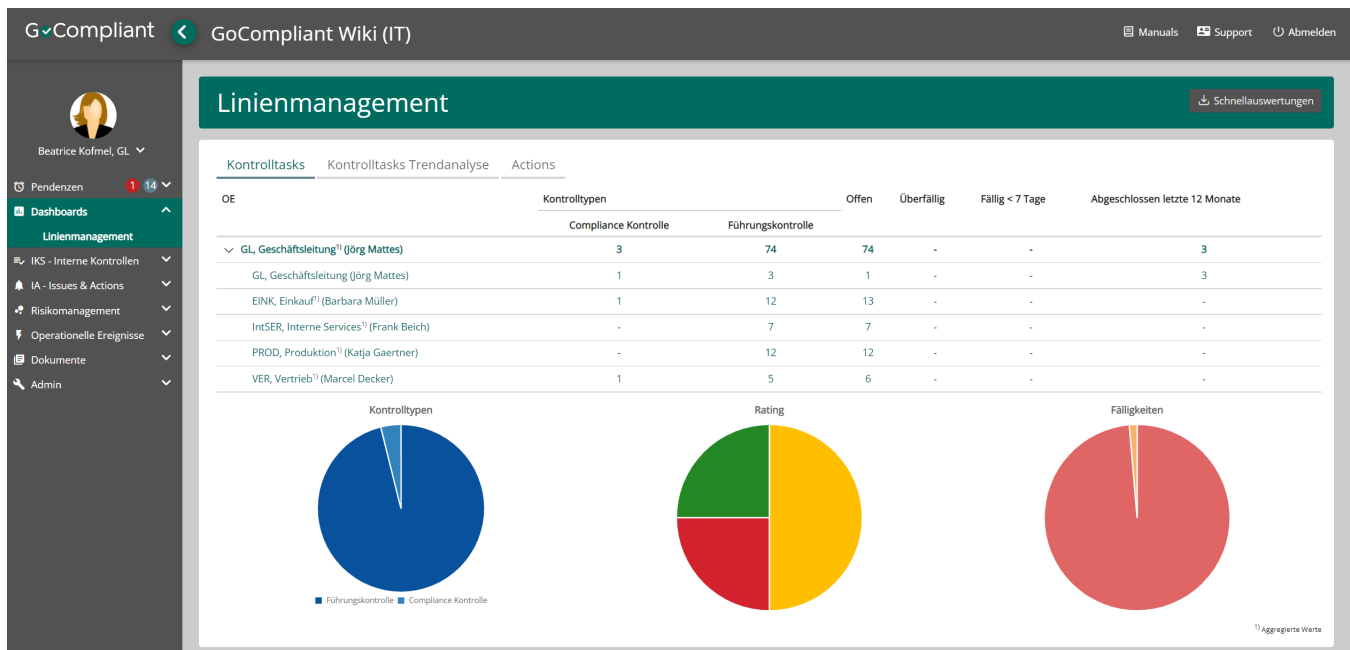 GoCompliant GoCompliant Wiki (IT) Manuals Support Abmelden
Linienmanagement Schnellauswertungen
Beatrice Kofmel, GL
Pendenzen 1 14
Dashboards
Linienmanagement
IKS - Interne Kontrollen
IA - Issues & Actions
Risikomanagement
Operationelle Ereignisse
Dokumente
Admin
Kontrolltasks Kontrolltasks Trendanalyse Actions
OE Kontrolltypen Offen Überfällig Fällig < 7 Tage Abgeschlossen letzte 12 Monate
Compliance Kontrolle Führungskontrolle
GL, Geschäftsleitung1) (Jörg Mattes) 3 74 74 - - 3
GL, Geschäftsleitung (Jörg Mattes) 1 3 1 - - 3
EINK, Einkauf1) (Barbara Müller) 1 12 13 - - -
IntSER, Interne Services1) (Frank Beich) - 7 7 - - -
PROD, Produktion1) (Katja Gaertner) - 12 12 - - -
VER, Vertrieb1) (Marcel Decker) 1 5 6 - - -
Kontrolltypen Rating Fälligkeiten
Führungskontrolle Compliance Kontrolle
1) Aggregierte Werte